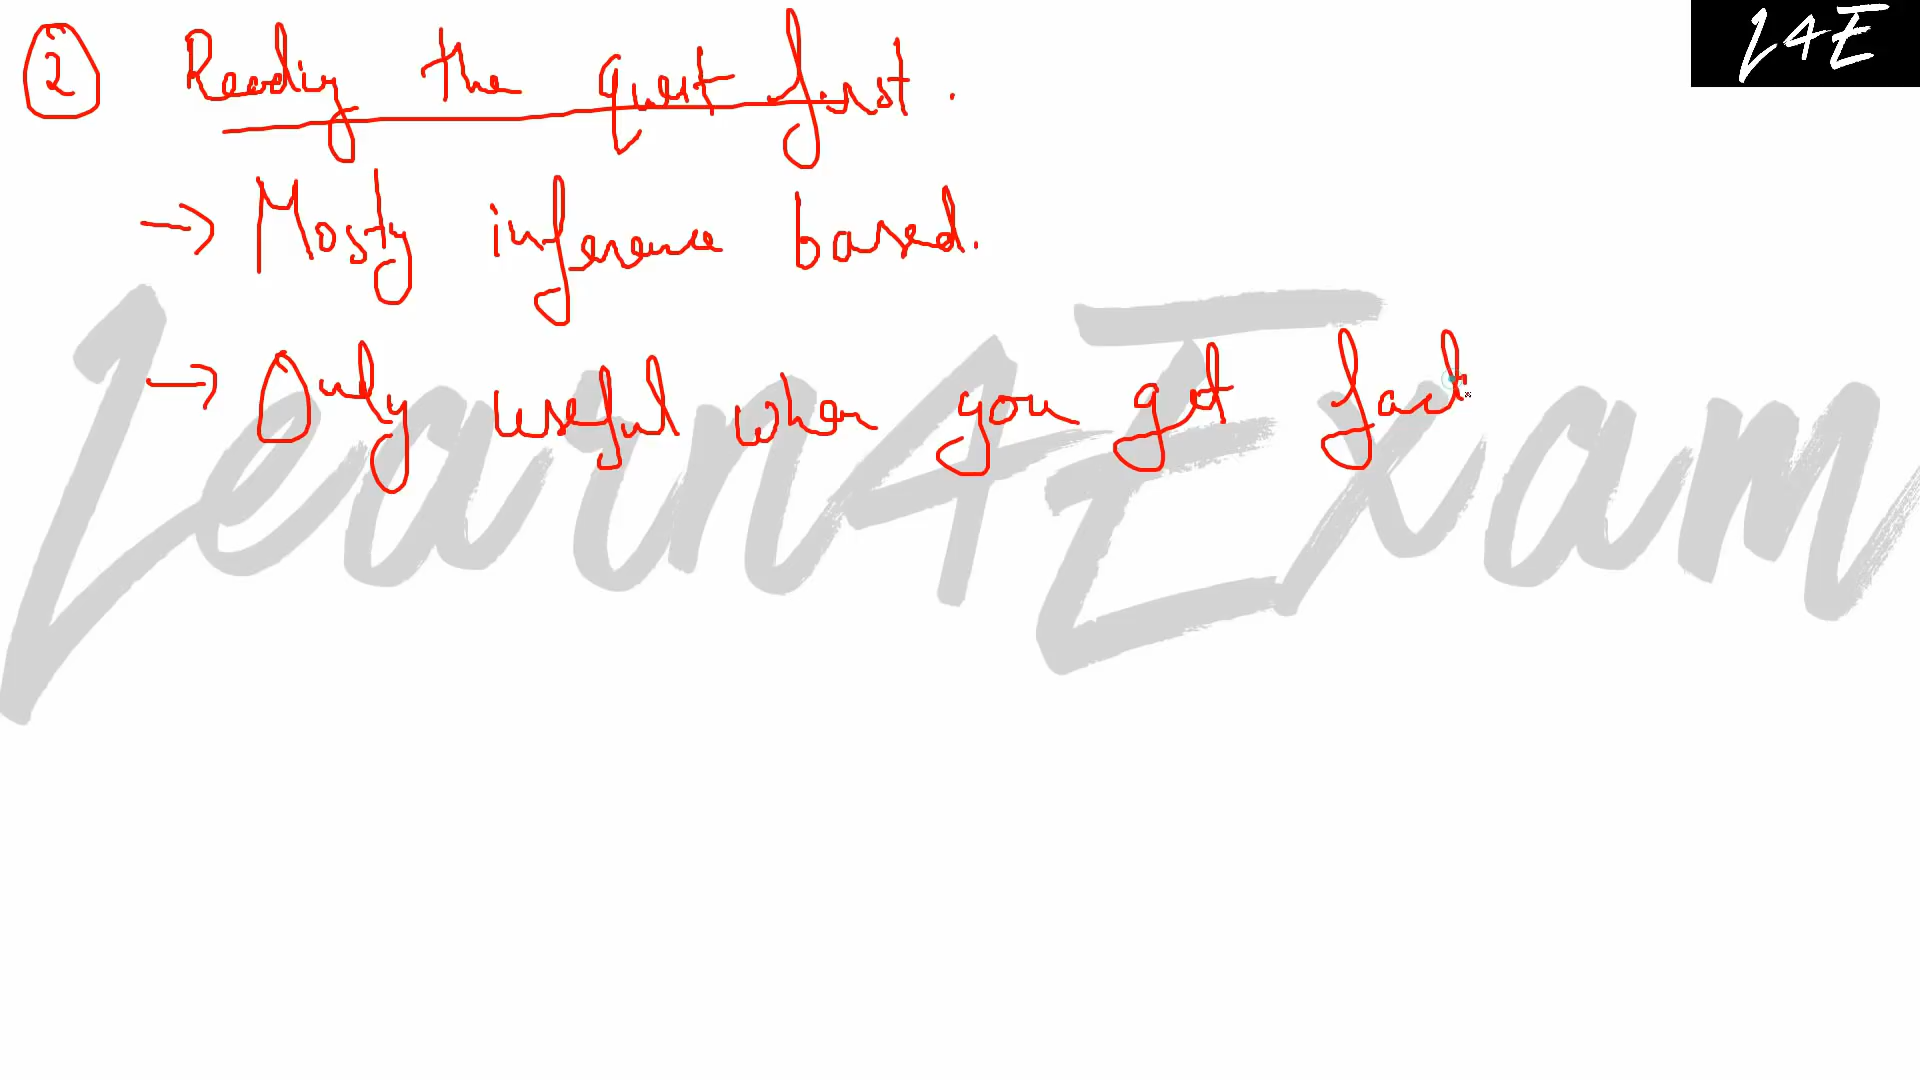 L4E
2 Reading the quest first.
→ Mostly inference based.
→ Only useful when you get fact
Learn4Exam